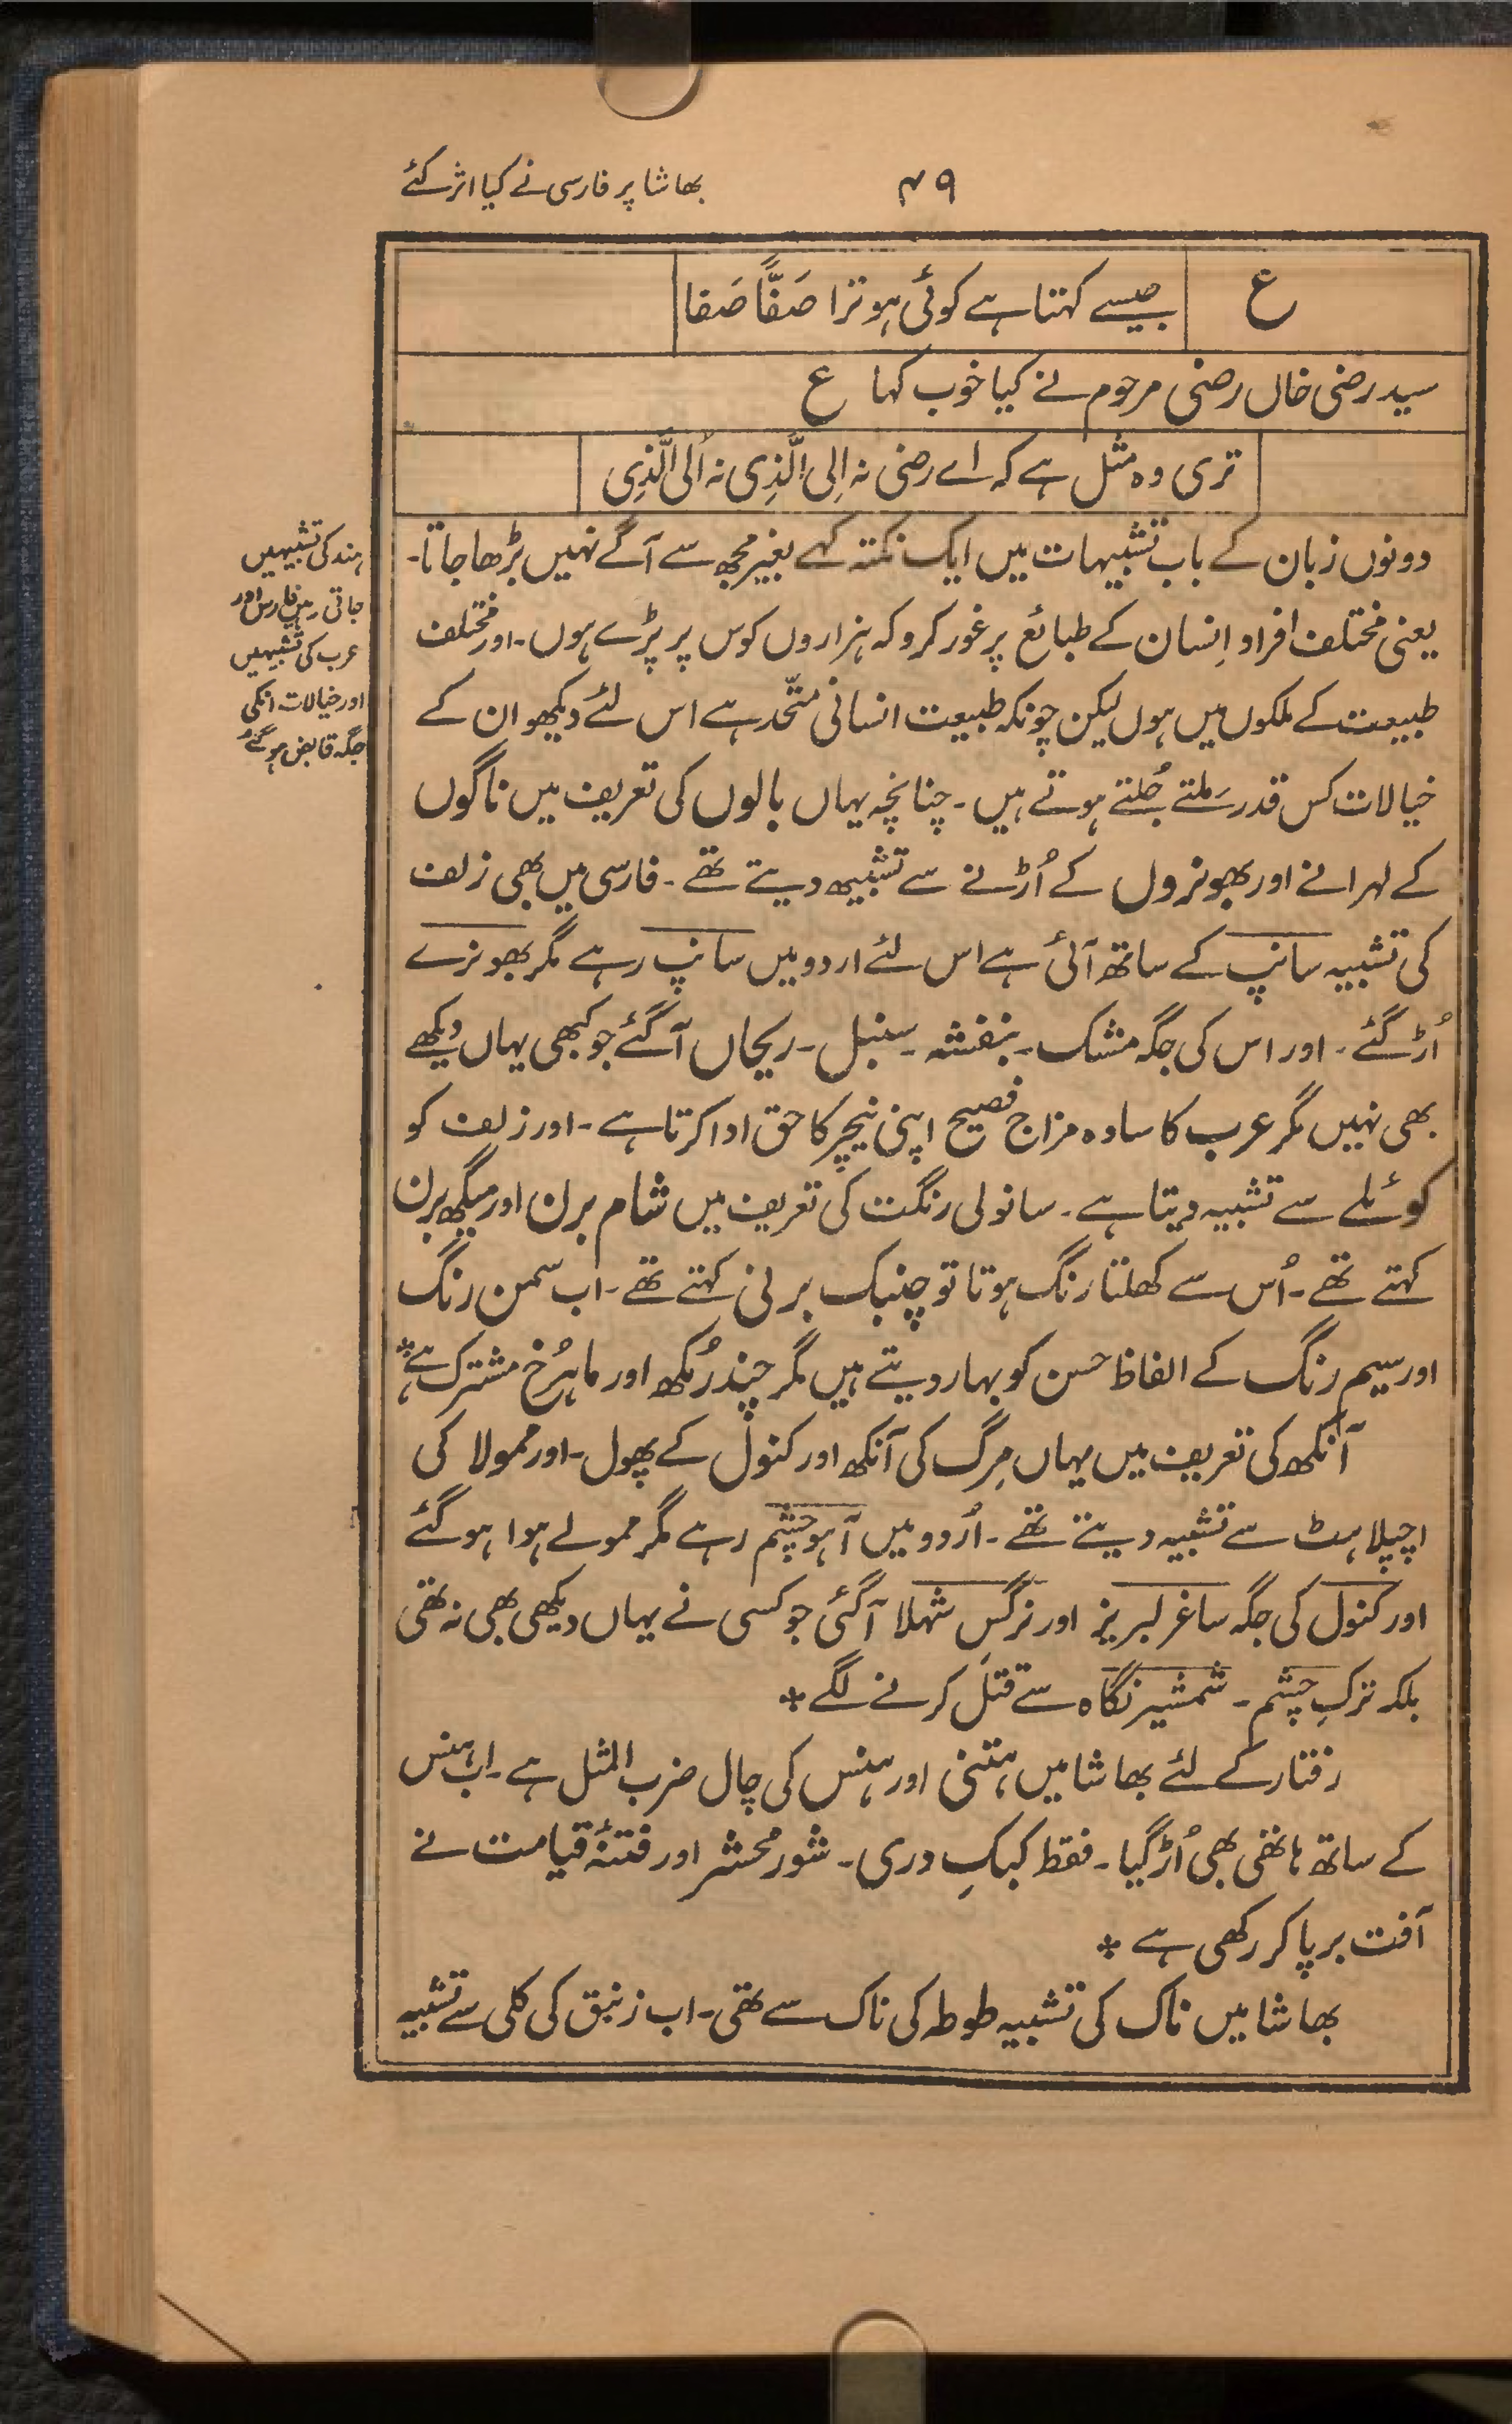 ۴۹
بھاشا پر فارسی نے کیا اثر کئے
ع جیسے کہتا ہے کوئی ہو ترا صَفًّا صَفا
سید رضی خاں رضی مرحوم نے کیا خوب کہا ع
تری وہ مثل ہے کہ اے رضی نہ اِلی الَّذِی نہ اُلی الَّذِی
دونوں زبان کے باب تشبیہات میں ایک نکتہ کہے بغیر مجھ سے آگے نہیں بڑھا جاتا۔
یعنی مختلف افراد اِنسان کے طبائع پر غور کرو کہ ہزاروں کوس پر پڑے ہوں۔ اور مختلف
طبیعت کے ملکوں میں ہوں لیکن چونکہ طبیعت انسانی متّحد ہے اس لئے دیکھو ان کے
خیالات کس قدر مِلتے جُلتے ہوتے ہیں۔ چنانچہ یہاں بالوں کی تعریف میں ناگوں
کے لہرانے اور بھونروں کے اُڑنے سے تشبیھ دیتے تھے۔ فارسی میں بھی زلف
کی تشبیہ سانپ کے ساتھ آئی ہے اس لئے اردو میں سانپ رہے مگر بھونرے
اُڑ گئے۔ اور اس کی جگہ مشک۔ بنفشہ۔ سنبل۔ ریحاں آگئے جو کبھی یہاں دیکھے
بھی نہیں مگر عرب کا سادہ مزاج فصیح اپنی نیچر کا حق ادا کرتا ہے۔ اور زلف کو
کوئلے سے تشبیہ دیتا ہے۔ سانولی رنگت کی تعریف میں شام برن اور میگھ برن
کہتے تھے۔ اُس سے کھلتا رنگ ہوتا تو چنپک برنی کہتے تھے۔ اب سمن رنگ
اور سیم رنگ کے الفاظ حسن کو بہار دیتے ہیں مگر چندر مُکھ اور ماہ رُخ مشترک ہے *
آنکھ کی تعریف میں یہاں مِرگ کی آنکھ اور کنول کے پھول۔ اور ممولا کی
اچپلاہٹ سے تشبیہ دیتے تھے۔ اُردو میں آہو چشم رہے مگر ممولے ہوا ہو گئے
اور کنول کی جگہ ساغر لبریز اور نرگسِ شہلا آگئی جو کسی نے یہاں دیکھی بھی نہ تھی
بلکہ ترکِ چشم۔ شمشیر نگاہ سے قتل کرنے لگے *
رفتار کے لئے بھاشا میں ہتنی اور ہنس کی چال ضرب المثل ہے۔ اب ہنس
کے ساتھ ہاتھی بھی اُڑ گیا۔ فقط کبکِ دری۔ شور محشر اور فتنۂ قیامت نے
آفت برپا کر رکھی ہے *
بھاشا میں ناک کی تشبیہ طوطہ کی ناک سے تھی۔ اب زنبق کی کلی سے تشبیہ
ہند کی تشبیہیں
جاتی رہیں فارس اور
عرب کی تشبیہیں
اور خیالات انکی
جگہ قابض ہو گئے